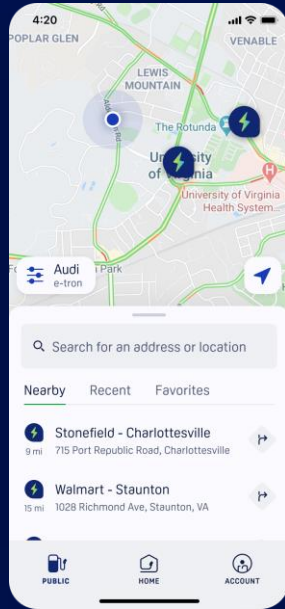 4:20
POPLAR GLEN
VENABLE
LEWIS
MOUNTAIN
The Rotunda
University
of Virginia
University of Virginia
Health System...
Park
Audi
e-tron
Search for an address or location
Nearby Recent Favorites
Stonefield - Charlottesville
9 mi 715 Port Republic Road, Charlottesville
Walmart - Staunton
15 mi 1028 Richmond Ave, Staunton, VA
PUBLIC HOME ACCOUNT